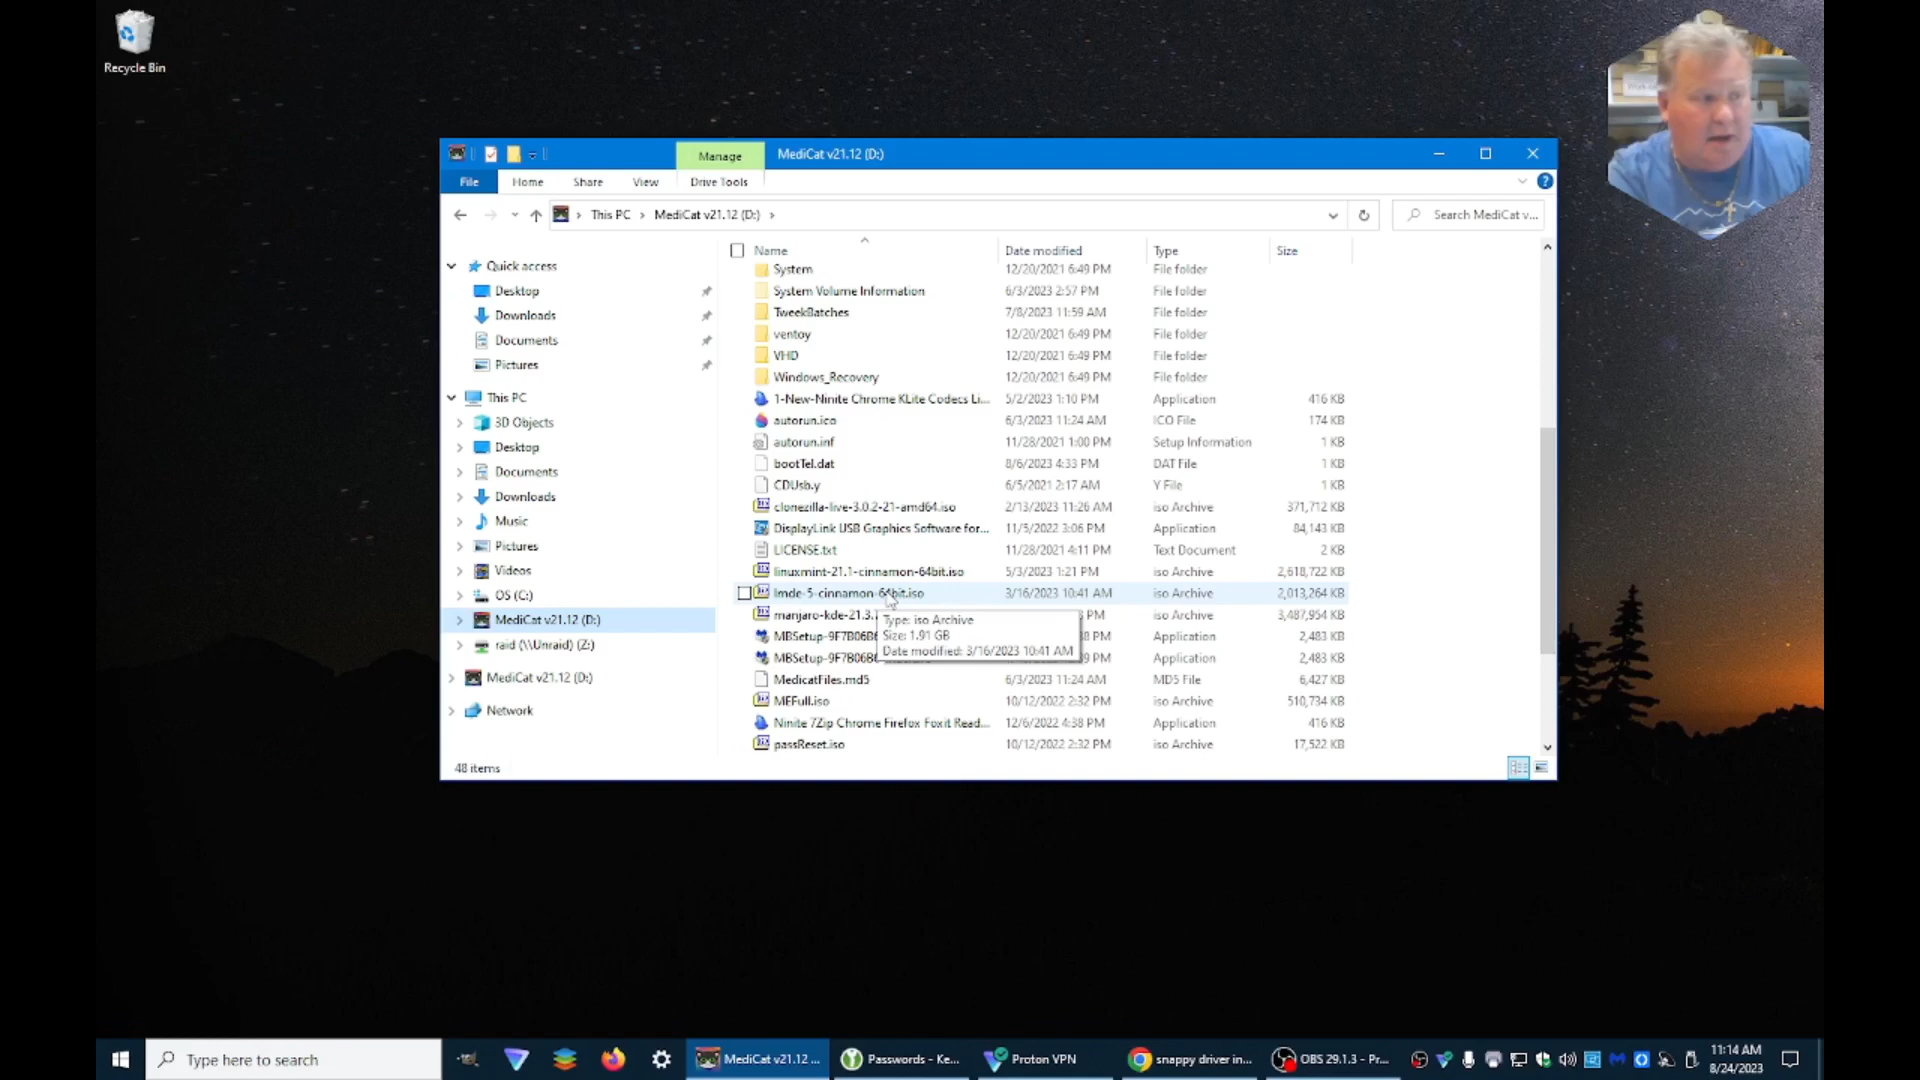 Recycle Bin
Manage
MediCat v21.12 (D:)
File
Home
Share
View
Drive Tools
This PC
MediCat v21.12 (D:)
Search MediCat v...
Name
Date modified
Type
Size
Quick access
Desktop
Downloads
Documents
Pictures
This PC
3D Objects
Desktop
Documents
Downloads
Music
Pictures
Videos
OS (C:)
MediCat v21.12 (D:)
raid (\\Unraid) (Z:)
MediCat v21.12 (D:)
Network
System 12/20/2021 6:49 PM File folder
System Volume Information 6/3/2023 2:57 PM File folder
TweekBatches 7/8/2023 11:59 AM File folder
ventoy 12/20/2021 6:49 PM File folder
VHD 12/20/2021 6:49 PM File folder
Windows_Recovery 12/20/2021 6:49 PM File folder
1-New-Ninite Chrome KLite Codecs Li... 5/2/2023 1:10 PM Application 416 KB
autorun.ico 6/3/2023 11:24 AM ICO File 174 KB
autorun.inf 11/28/2021 1:00 PM Setup Information 1 KB
bootTel.dat 8/6/2023 4:33 PM DAT File 1 KB
CDUsb.y 6/5/2021 2:17 AM Y File 1 KB
clonezilla-live-3.0.2-21-amd64.iso 2/13/2023 11:26 AM iso Archive 371,712 KB
DisplayLink USB Graphics Software for... 11/5/2022 3:06 PM Application 84,143 KB
LICENSE.txt 11/28/2021 4:11 PM Text Document 2 KB
linuxmint-21.1-cinnamon-64bit.iso 5/3/2023 1:21 PM iso Archive 2,618,722 KB
lmde-5-cinnamon-64bit.iso 3/16/2023 10:41 AM iso Archive 2,013,264 KB
manjaro-kde-21.3. PM iso Archive 3,487,954 KB
MBSetup-9F7B06B PM Application 2,483 KB
MBSetup-9F7B06B PM Application 2,483 KB
Type: iso Archive
Size: 1.91 GB
Date modified: 3/16/2023 10:41 AM
MedicatFiles.md5 6/3/2023 11:24 AM MD5 File 6,427 KB
MEFull.iso 10/12/2022 2:32 PM iso Archive 510,734 KB
Ninite 7Zip Chrome Firefox Foxit Read... 12/6/2022 4:38 PM Application 416 KB
passReset.iso 10/12/2022 2:32 PM iso Archive 17,522 KB
48 items
Type here to search
MediCat v21.12 ...
Passwords - Ke...
Proton VPN
snappy driver in...
OBS 29.1.3 - Pr...
11:14 AM
8/24/2023